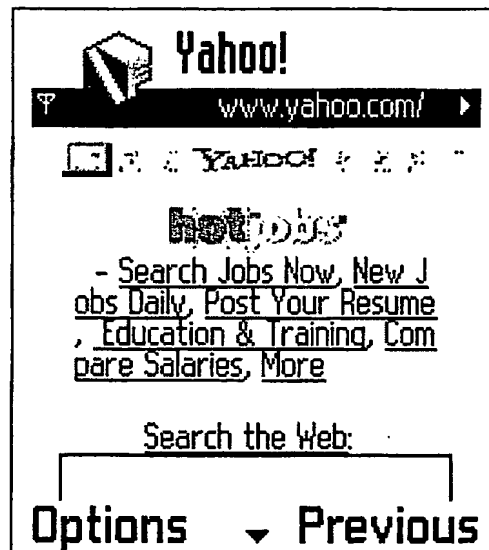 Yahoo!
www.yahoo.com/
YAHOO!
hotjobs
- Search Jobs Now, New J
obs Daily, Post Your Resume
, Education & Training, Com
pare Salaries, More
Search the Web:
Options Previous